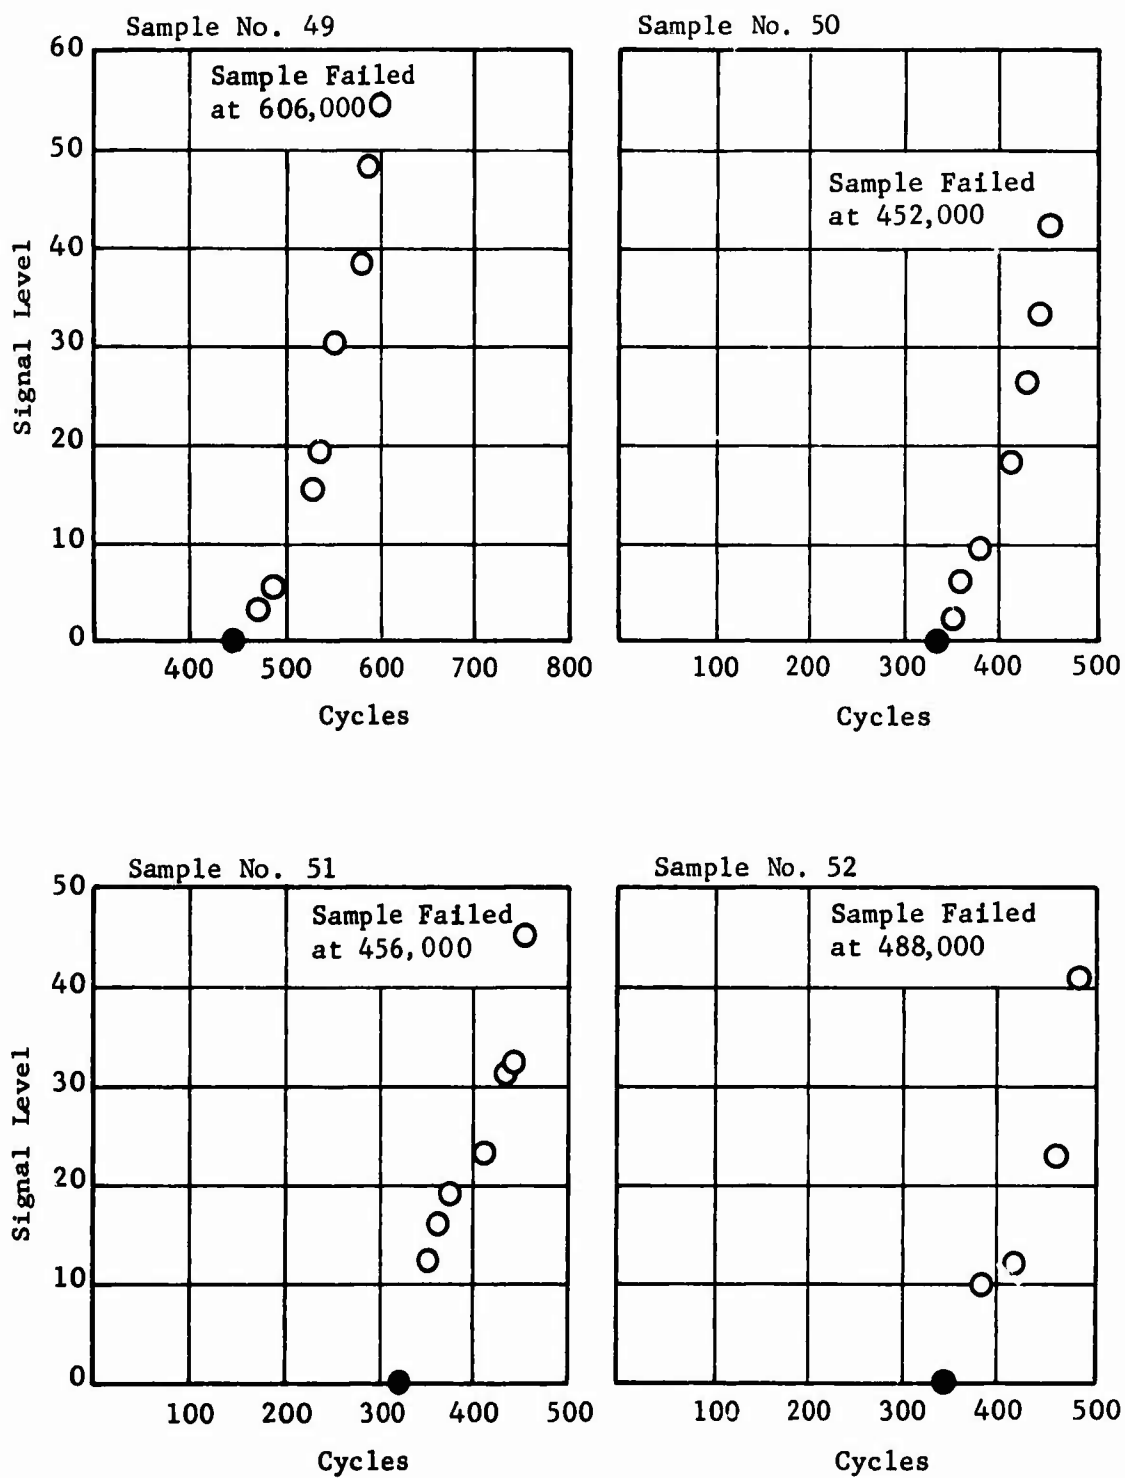 Sample No. 49
60
Sample Failed
at 606,000
50
40
30
20
10
0
Signal Level
400 500 600 700 800
Cycles
Sample No. 50
Sample Failed
at 452,000
100 200 300 400 500
Cycles
Sample No. 51
50
Sample Failed
at 456,000
40
30
20
10
0
Signal Level
100 200 300 400 500
Cycles
Sample No. 52
Sample Failed
at 488,000
100 200 300 400 500
Cycles